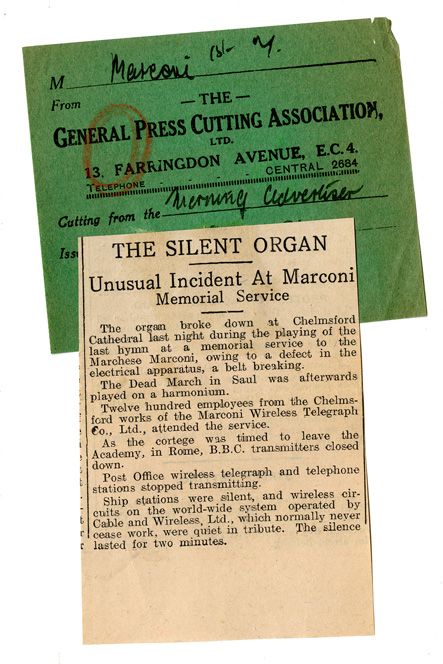 M Marconi
From
— THE —
GENERAL PRESS CUTTING ASSOCIATION,
LTD.
13, FARRINGDON AVENUE, E.C.4.
TELEPHONE - - - CENTRAL 2684
Cutting from the Morning Advertiser
THE SILENT ORGAN
Unusual Incident At Marconi
Memorial Service
The organ broke down at Chelmsford
Cathedral last night during the playing of the
last hymn at a memorial service to the
Marchese Marconi, owing to a defect in the
electrical apparatus, a belt breaking.
The Dead March in Saul was afterwards
played on a harmonium.
Twelve hundred employees from the Chelms-
ford works of the Marconi Wireless Telegraph
Co., Ltd., attended the service.
As the cortege was timed to leave the
Academy, in Rome, B.B.C. transmitters closed
down.
Post Office wireless telegraph and telephone
stations stopped transmitting.
Ship stations were silent, and wireless cir-
cuits on the world-wide system operated by
Cable and Wireless, Ltd., which normally never
cease work, were quiet in tribute. The silence
lasted for two minutes.